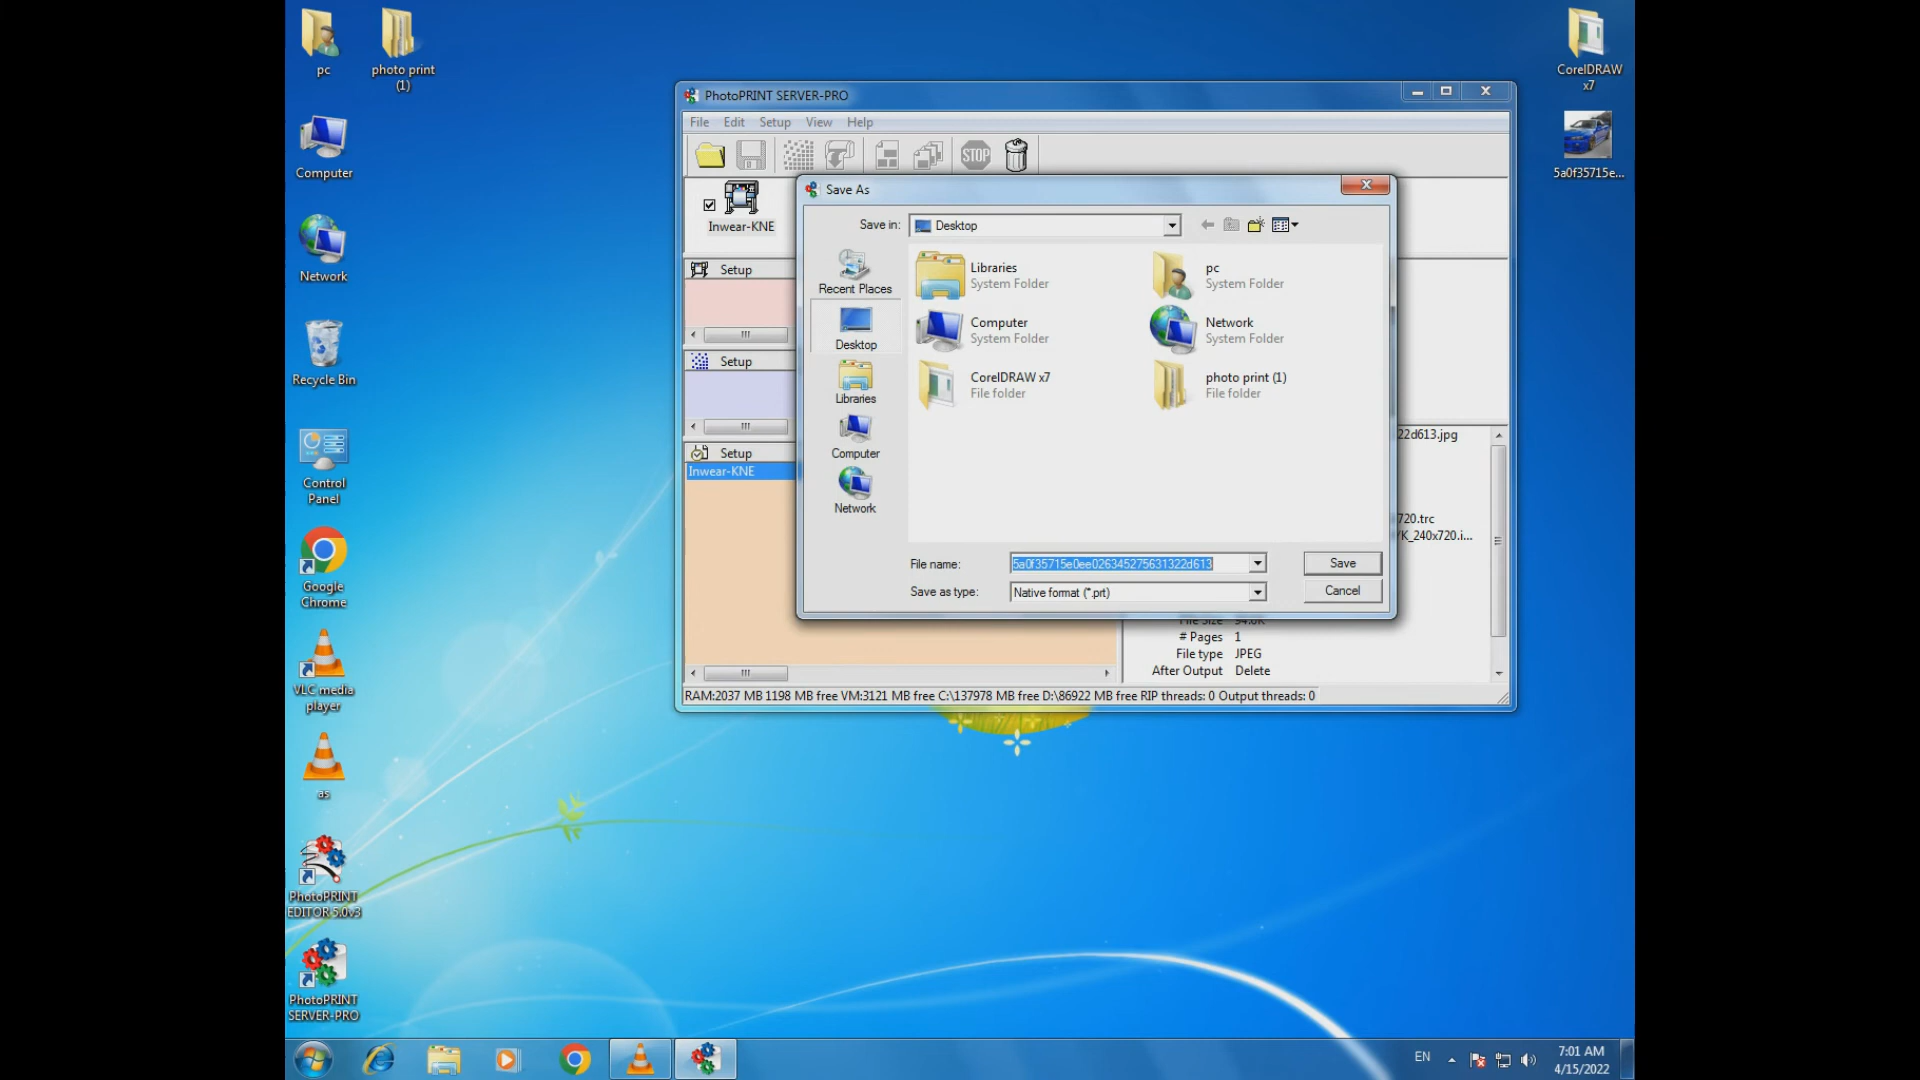 pc
photo print
(1)
Computer
Network
Recycle Bin
Control
Panel
Google
Chrome
VLC media
player
as
PhotoPRINT
EDITOR 5.0v3
PhotoPRINT
SERVER-PRO
CorelDRAW
x7
5a0f35715e...
PhotoPRINT SERVER-PRO
File Edit Setup View Help
STOP
Inwear-KNE
Setup
Setup
Setup
Inwear-KNE
Save As
Save in: Desktop
Recent Places
Desktop
Libraries
Computer
Network
Libraries
System Folder
pc
System Folder
Computer
System Folder
Network
System Folder
CorelDRAW x7
File folder
photo print (1)
File folder
File name: 5a0f35715e0ee026345275631322d613
Save
Save as type: Native format (*.prt)
Cancel
22d613.jpg
720.trc
K_240x720.i...
File Size 94.0K
# Pages 1
File type JPEG
After Output Delete
RAM:2037 MB 1198 MB free VM:3121 MB free C:\137978 MB free D:\86922 MB free RIP threads: 0 Output threads: 0
EN
7:01 AM
4/15/2022